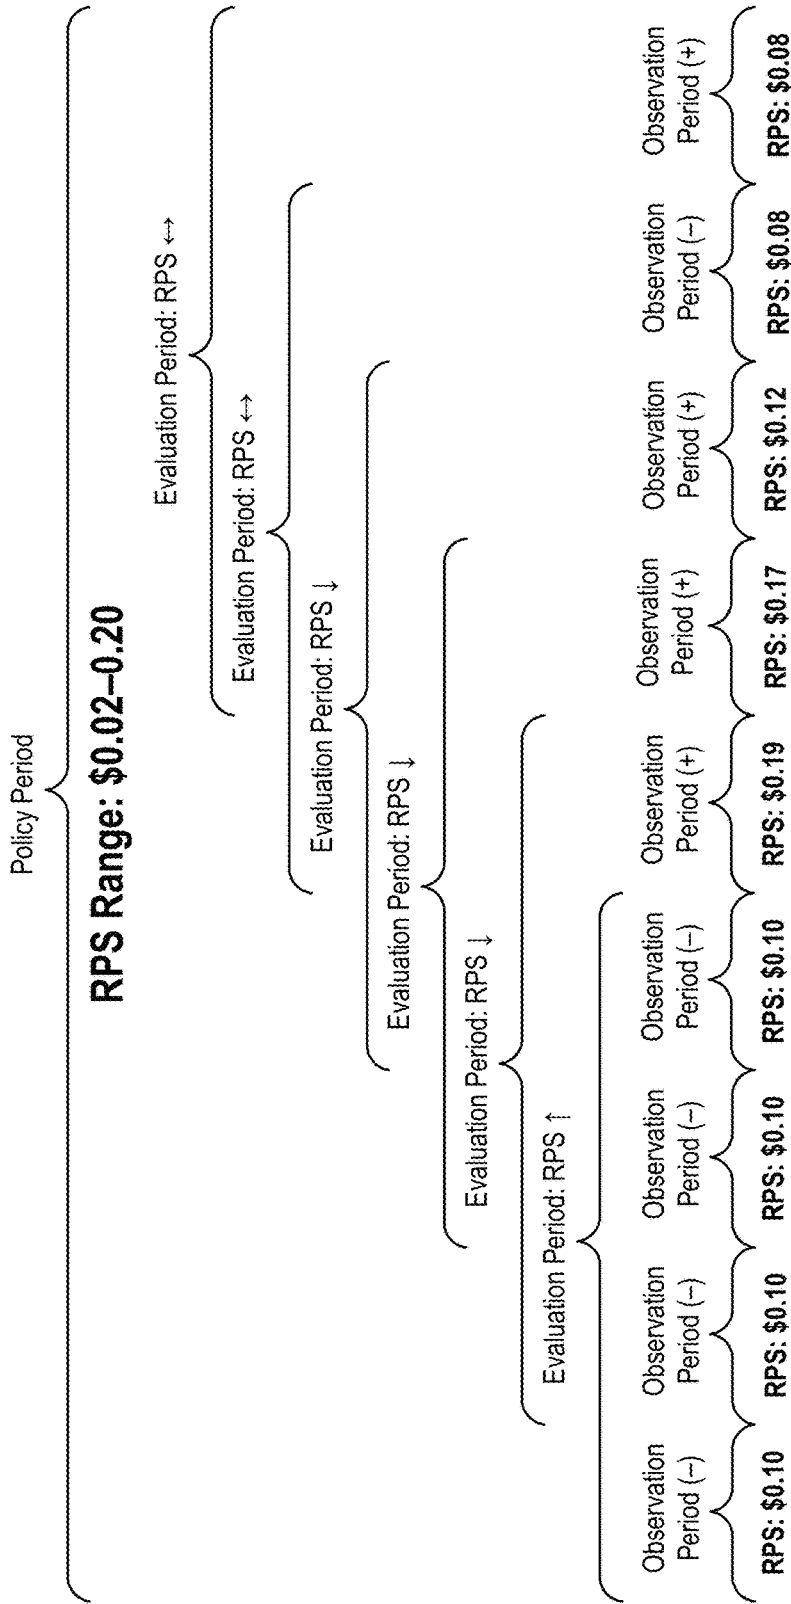 Policy Period
RPS Range: $0.02–0.20
Evaluation Period: RPS ↔
Evaluation Period: RPS ↔
Evaluation Period: RPS ↓
Evaluation Period: RPS ↓
Evaluation Period: RPS ↓
Evaluation Period: RPS ↑
Observation
Period (–)
Observation
Period (–)
Observation
Period (–)
Observation
Period (–)
Observation
Period (+)
Observation
Period (+)
Observation
Period (+)
Observation
Period (–)
Observation
Period (+)
RPS: $0.10
RPS: $0.10
RPS: $0.10
RPS: $0.10
RPS: $0.19
RPS: $0.17
RPS: $0.12
RPS: $0.08
RPS: $0.08